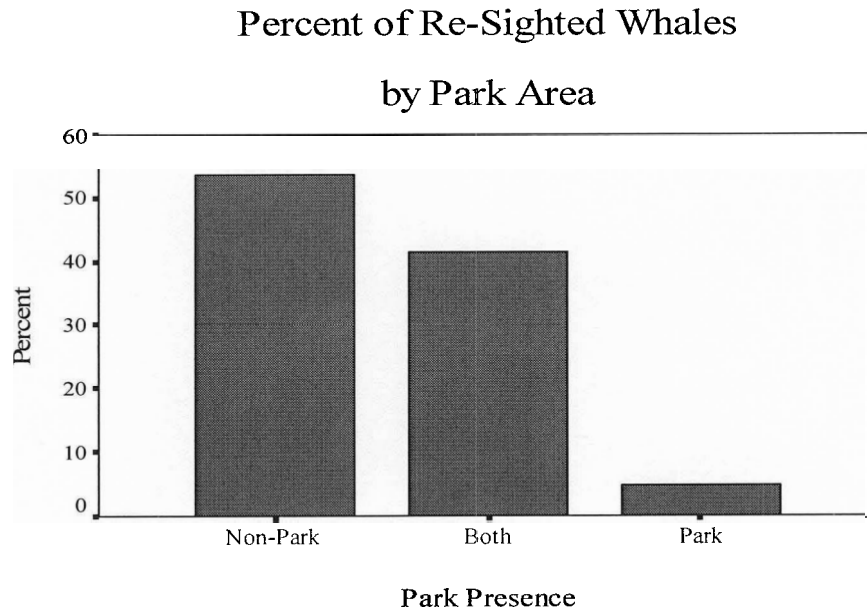 Percent of Re-Sighted Whales
by Park Area
60
50
40
30
20
10
0
Percent
Non-Park
Both
Park
Park Presence